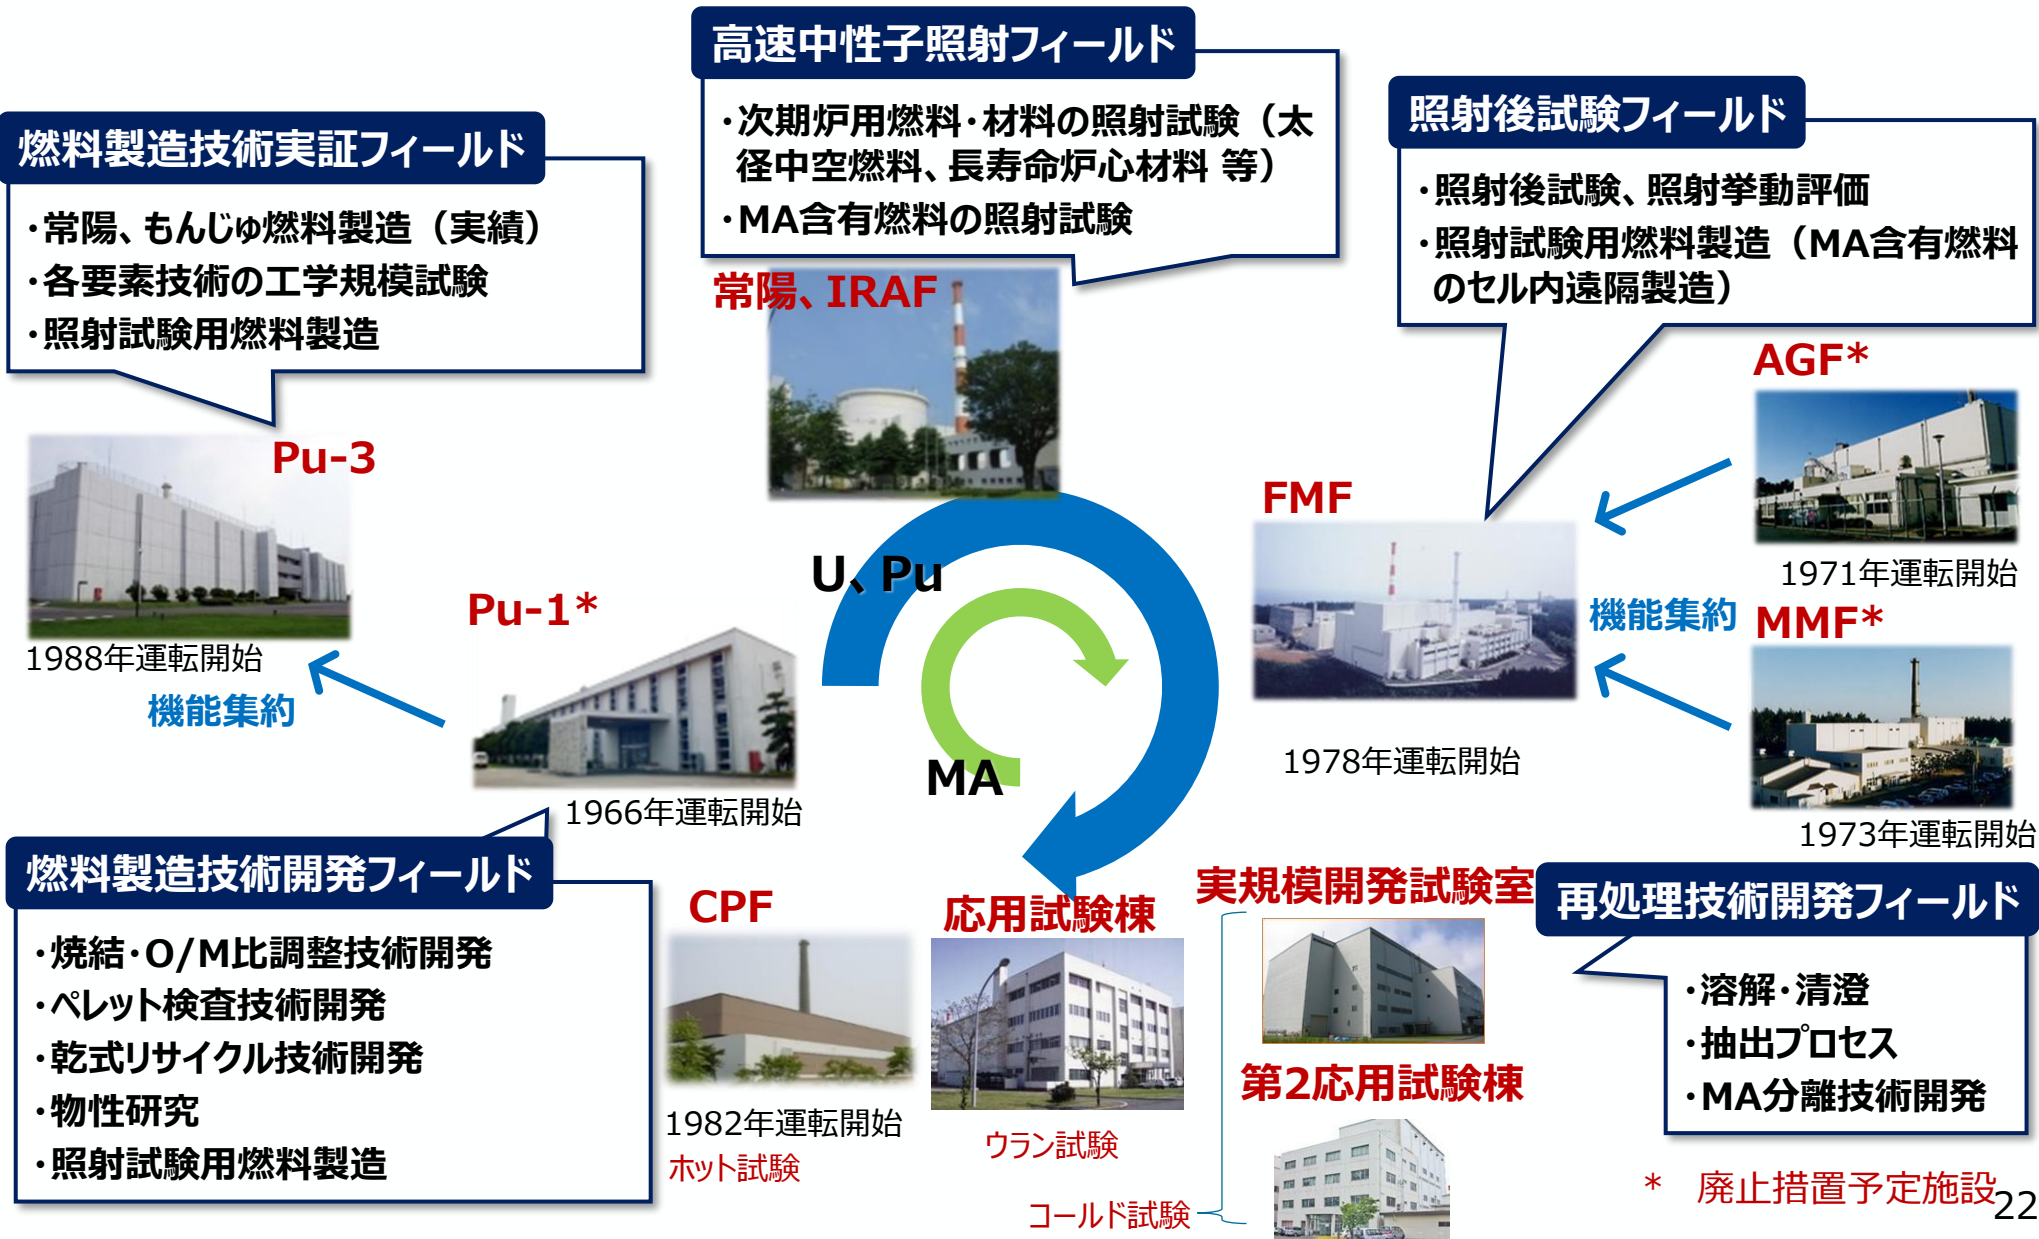 高速中性子照射フィールド
・次期炉用燃料・材料の照射試験（太
径中空燃料、長寿命炉心材料 等）
・MA含有燃料の照射試験
常陽、IRAF
燃料製造技術実証フィールド
・常陽、もんじゅ燃料製造（実績）
・各要素技術の工学規模試験
・照射試験用燃料製造
Pu-3
1988年運転開始
機能集約
Pu-1*
1966年運転開始
照射後試験フィールド
・照射後試験、照射挙動評価
・照射試験用燃料製造（MA含有燃料
のセル内遠隔製造）
AGF*
1971年運転開始
FMF
1978年運転開始
機能集約
MMF*
1973年運転開始
U、Pu
MA
燃料製造技術開発フィールド
・焼結・O/M比調整技術開発
・ペレット検査技術開発
・乾式リサイクル技術開発
・物性研究
・照射試験用燃料製造
CPF
1982年運転開始
ホット試験
応用試験棟
ウラン試験
実規模開発試験室
第2応用試験棟
コールド試験
再処理技術開発フィールド
・溶解・清澄
・抽出プロセス
・MA分離技術開発
* 廃止措置予定施設
22